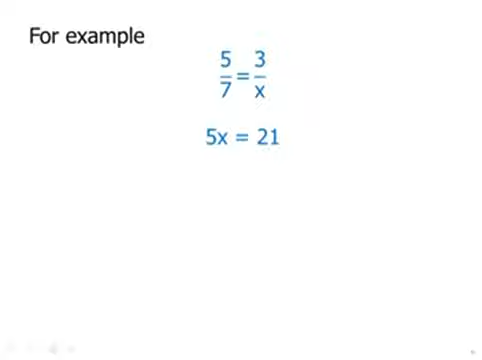 For example
5/7 = 3/x
5x = 21